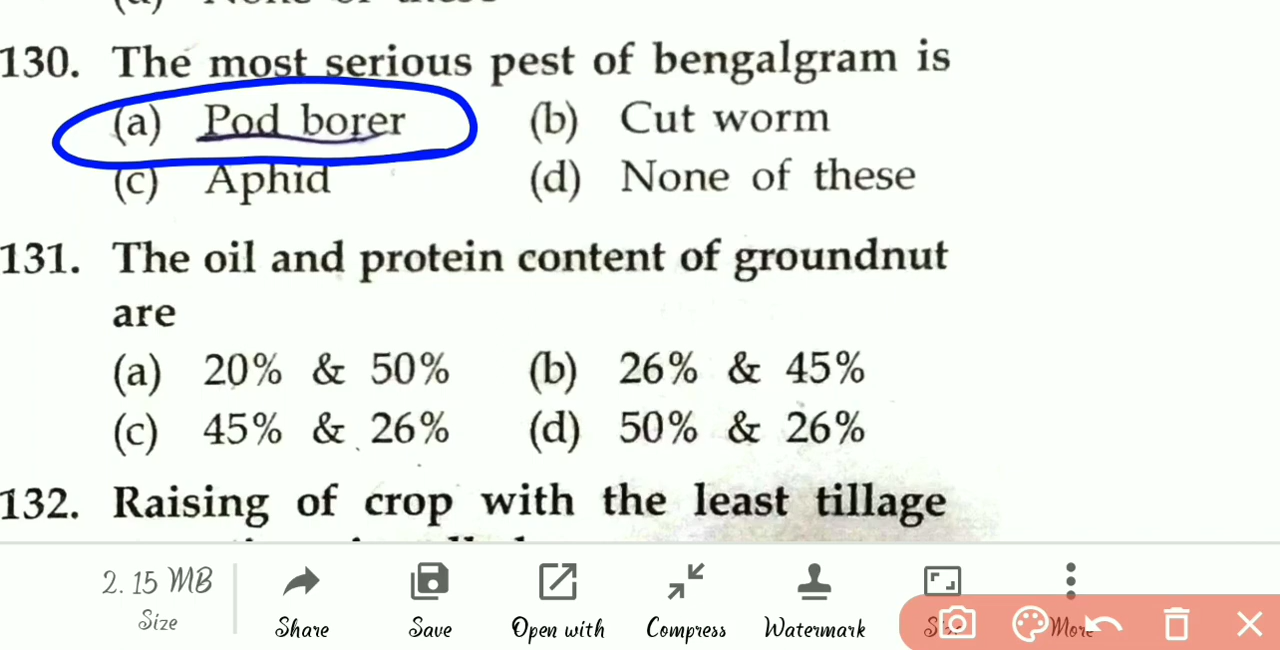 130. The most serious pest of bengalgram is
(a) Pod borer (b) Cut worm
(c) Aphid (d) None of these
131. The oil and protein content of groundnut
are
(a) 20% & 50% (b) 26% & 45%
(c) 45% & 26% (d) 50% & 26%
132. Raising of crop with the least tillage
2.15 MB
Size
Share
Save
Open with
Compress
Watermark
More